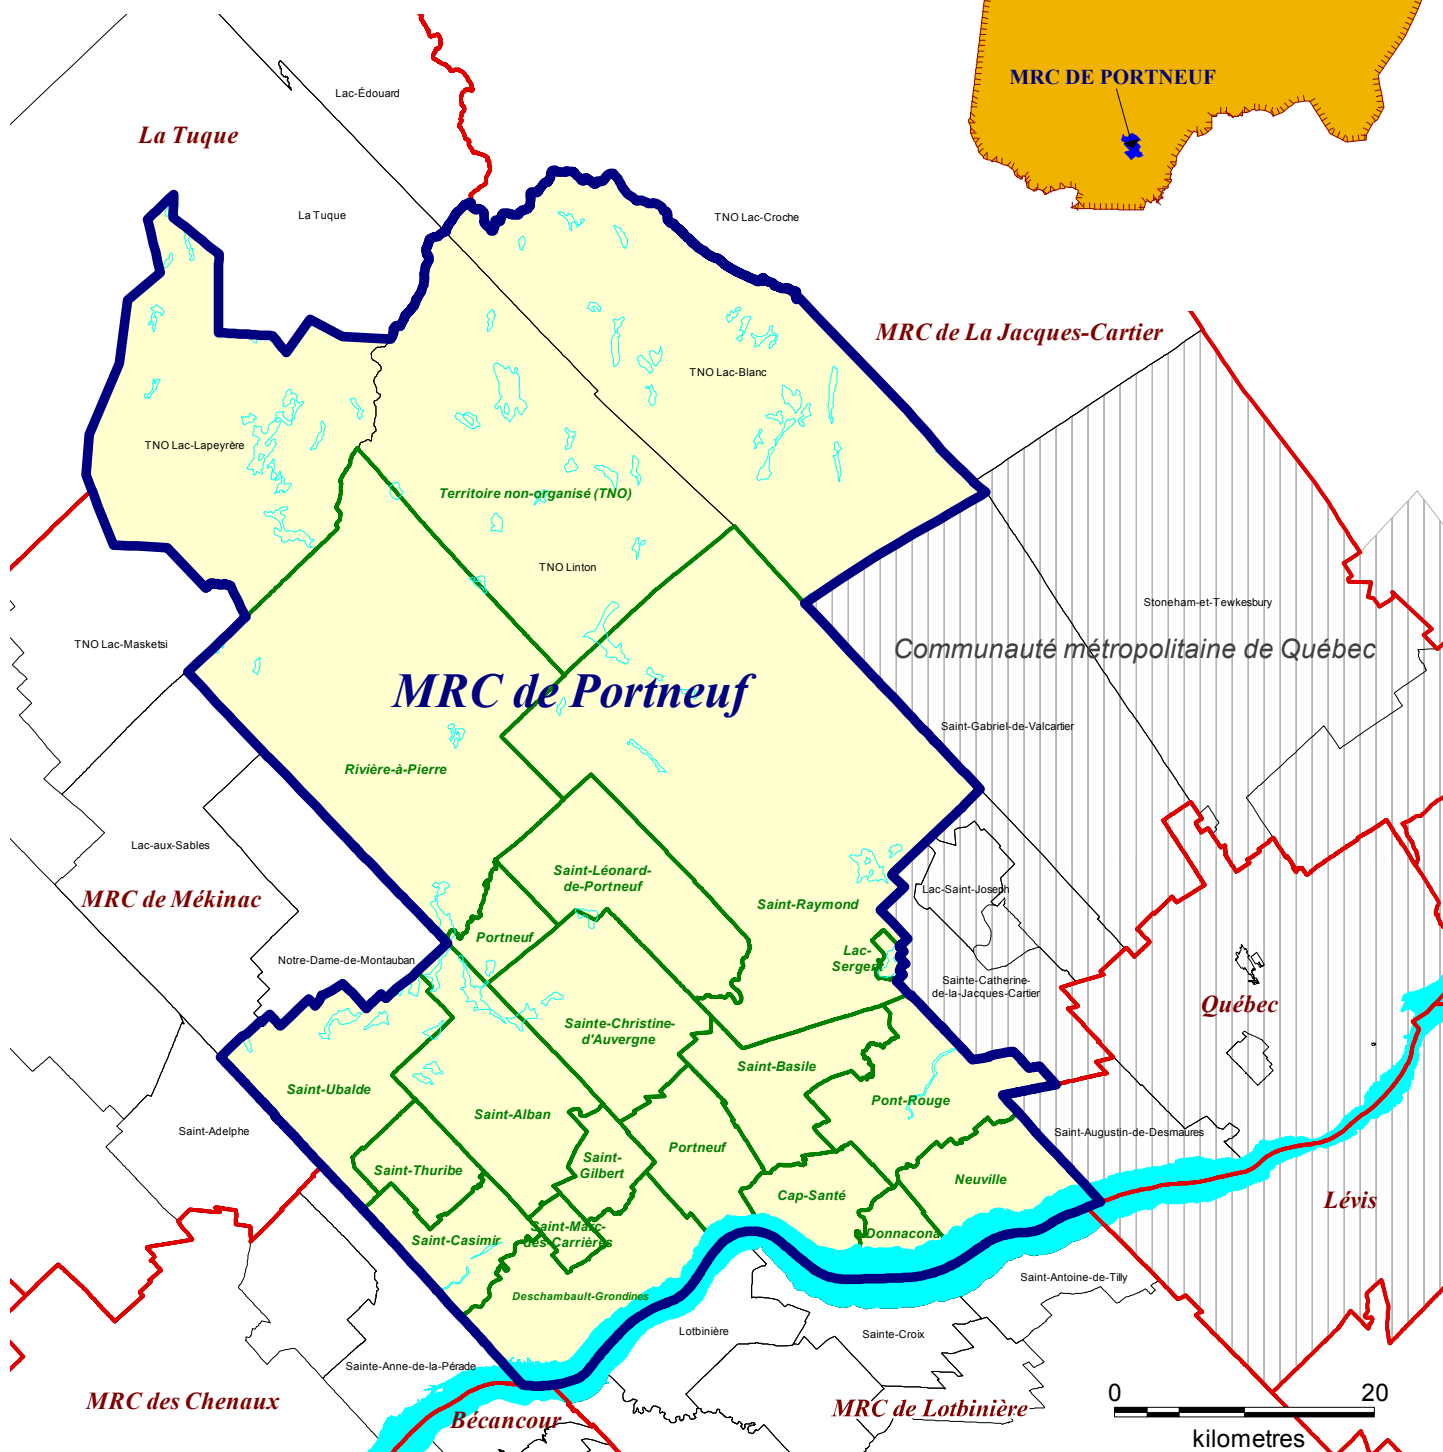 MRC DE PORTNEUF
Lac-Édouard
La Tuque
La Tuque
TNO Lac-Croche
MRC de La Jacques-Cartier
TNO Lac-Blanc
TNO Lac-Lapeyrère
Territoire non-organisé (TNO)
TNO Linton
Stoneham-et-Tewkesbury
TNO Lac-Masketsi
Communauté métropolitaine de Québec
MRC de Portneuf
Saint-Gabriel-de-Valcartier
Rivière-à-Pierre
Lac-aux-Sables
MRC de Mékinac
Saint-Léonard-
de-Portneuf
Lac-Saint-Joseph
Saint-Raymond
Portneuf
Lac-
Sergent
Notre-Dame-de-Montauban
Sainte-Catherine-
de-la-Jacques-Cartier
Québec
Sainte-Christine-
d'Auvergne
Saint-Basile
Saint-Ubalde
Pont-Rouge
Saint-Alban
Saint-Adelphe
Saint-Augustin-de-Desmaures
Portneuf
Saint-
Gilbert
Saint-Thuribe
Neuville
Cap-Santé
Lévis
Saint-Marc-
des-Carrières
Donnacona
Saint-Casimir
Saint-Antoine-de-Tilly
Deschambault-Grondines
Lotbinière
Sainte-Croix
Sainte-Anne-de-la-Pérade
MRC des Chenaux
Bécancour
MRC de Lotbinière
0 20
kilometres